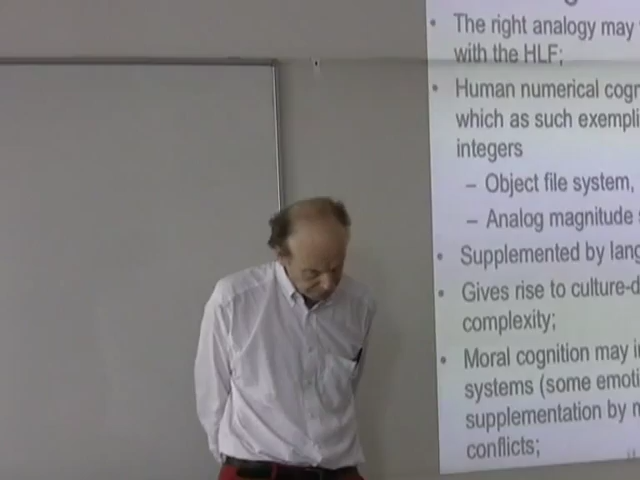 • The right analogy may
with the HLF;
• Human numerical cogn
which as such exempli
integers
– Object file system,
– Analog magnitude s
• Supplemented by lang
• Gives rise to culture-d
complexity;
• Moral cognition may i
systems (some emoti
supplementation by m
conflicts;